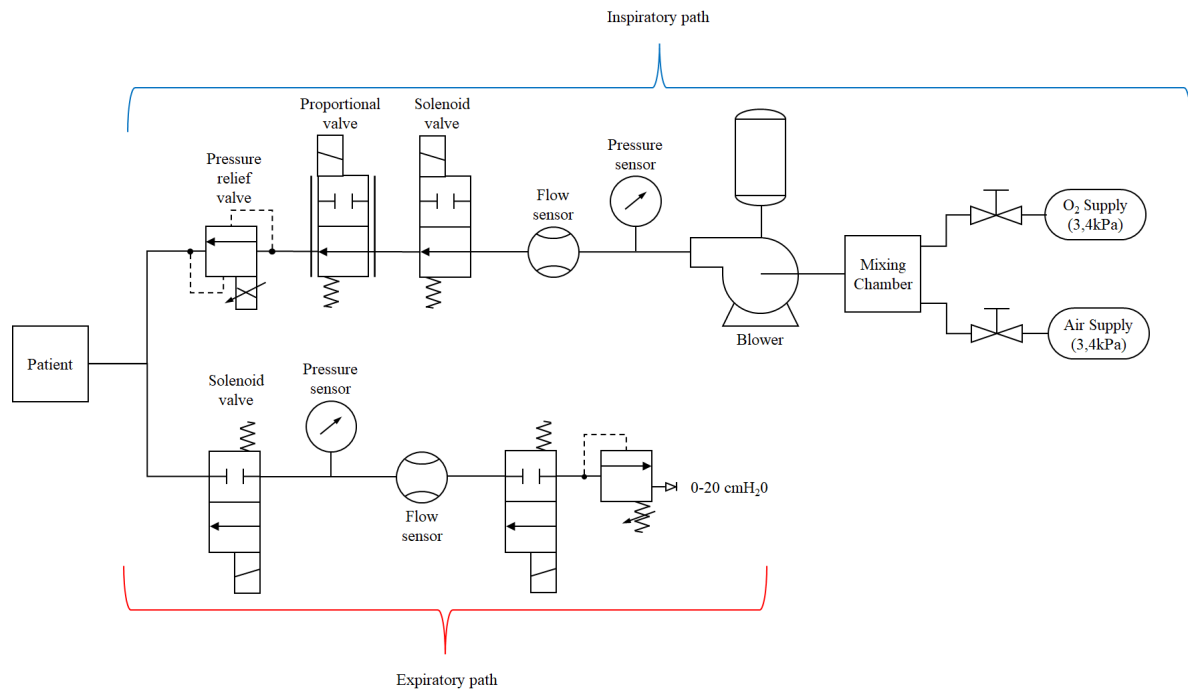 Inspiratory path
Proportional
valve
Solenoid
valve
Pressure
relief
valve
Flow
sensor
Pressure
sensor
O₂ Supply
(3,4kPa)
Mixing
Chamber
Air Supply
(3,4kPa)
Blower
Patient
Solenoid
valve
Pressure
sensor
Flow
sensor
0-20 cmH₂0
Expiratory path